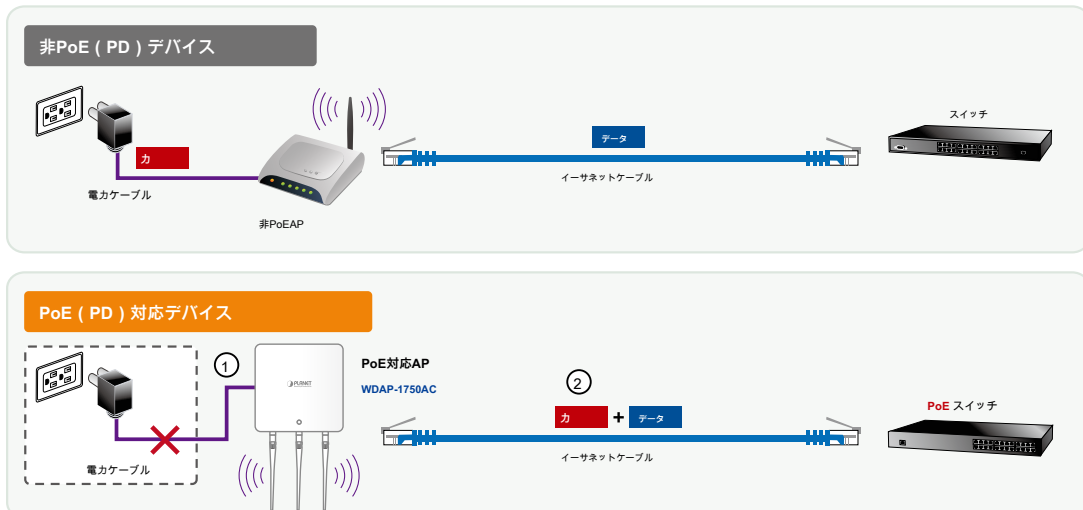 非PoE ( PD ) デバイス
スイッチ
データ
力
イーサネットケーブル
電力ケーブル
非PoEAP
PoE ( PD ) 対応デバイス
1
PoE対応AP
WDAP-1750AC
PLANET
2
力 + データ
PoE スイッチ
イーサネットケーブル
電力ケーブル